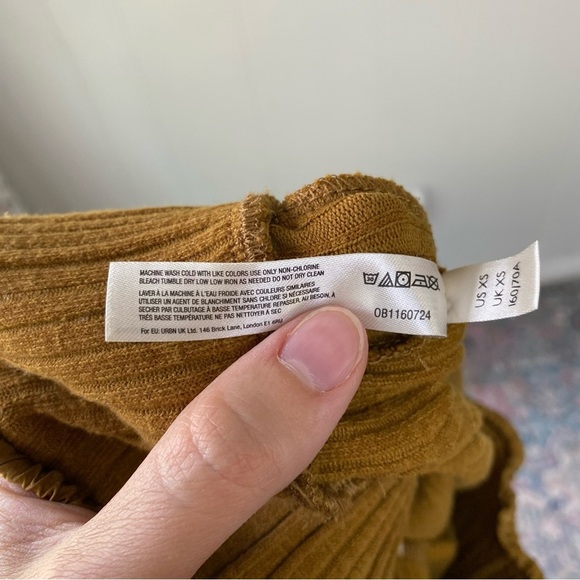 MACHINE WASH COLD WITH LIKE COLORS USE ONLY NON-CHLORINE
BLEACH TUMBLE DRY LOW LOW IRON AS NEEDED DO NOT DRY CLEAN
LAVER À LA MACHINE À L'EAU FROIDE AVEC COULEURS SIMILAIRES
UTILISER UN AGENT DE BLANCHIMENT SANS CHLORE SI NÉCESSAIRE
SECHER PAR CULBUTAGE À BASSE TEMPÉRATURE REPASSER, AU BESOIN, À
TRÈS BASSE TEMPÉRATURE NE PAS NETTOYER À SEC
For EU: URBN UK Ltd. 146 Brick Lane, London E1 6RU
0B1160724
US XS
UK XS
160/70A